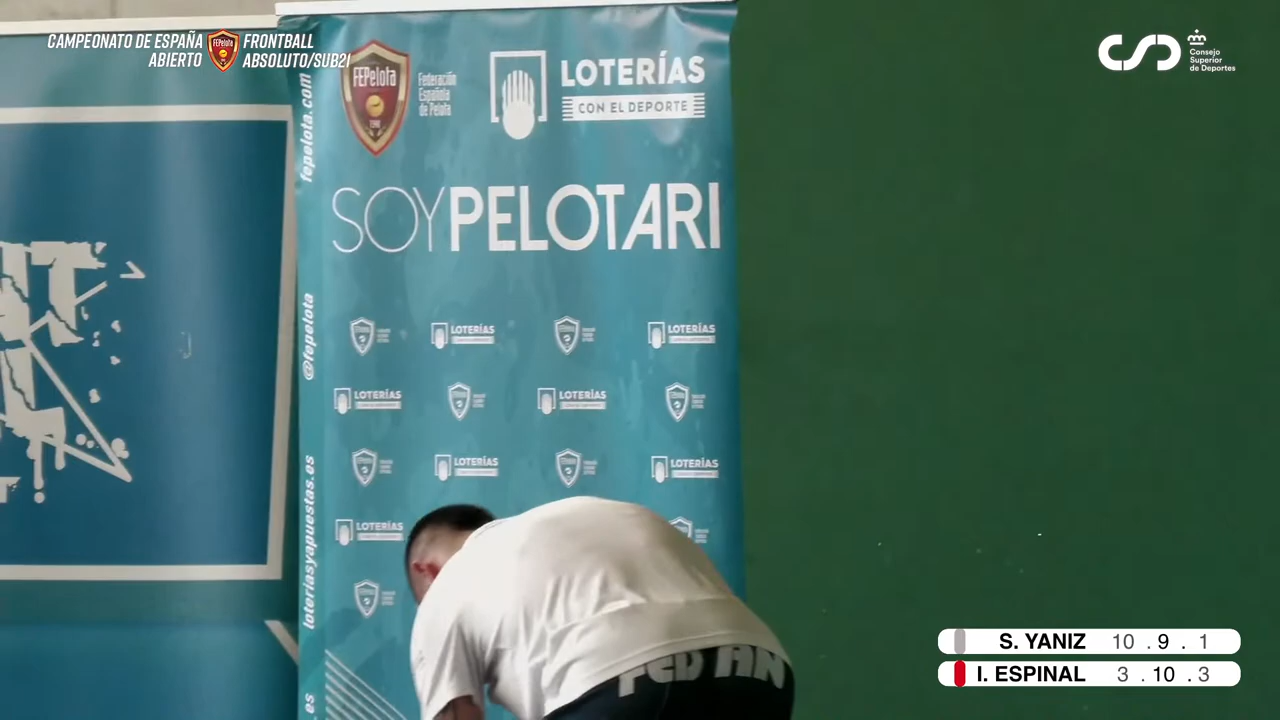 CAMPEONATO DE ESPAÑA
ABIERTO
FEPelota
FRONTBALL
ABSOLUTO/SUB21
Consejo
Superior
de Deportes
fepelota.com
FEPelota
1940
Federación
Española
de Pelota
LOTERÍAS
CON EL DEPORTE
SOYPELOTARI
@fepelota
LOTERÍAS
LOTERÍAS
LOTERÍAS
LOTERÍAS
LOTERÍAS
LOTERÍAS
LOTERÍAS
loteriasyapuestas.es
S. YANIZ 10 . 9 . 1
I. ESPINAL 3 . 10 . 3